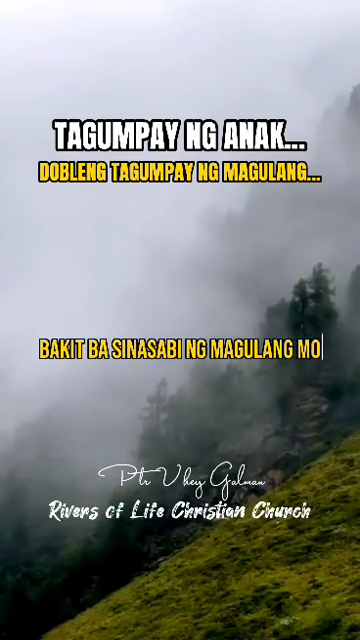 TAGUMPAY NG ANAK...
DOBLENG TAGUMPAY NG MAGULANG...
BAKIT BA SINASABI NG MAGULANG MO
Ptr Vhey Galman
Rivers of Life Christian Church